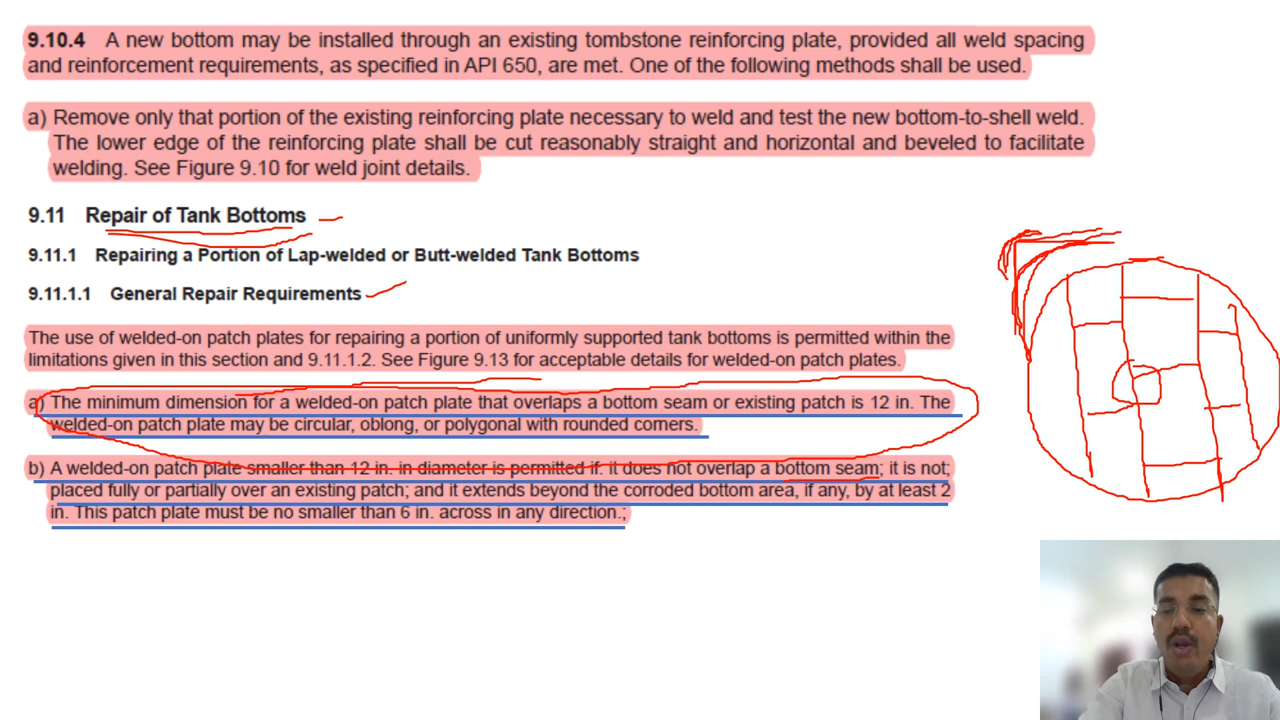 9.10.4 A new bottom may be installed through an existing tombstone reinforcing plate, provided all weld spacing
and reinforcement requirements, as specified in API 650, are met. One of the following methods shall be used.
a) Remove only that portion of the existing reinforcing plate necessary to weld and test the new bottom-to-shell weld.
The lower edge of the reinforcing plate shall be cut reasonably straight and horizontal and beveled to facilitate
welding. See Figure 9.10 for weld joint details.
9.11 Repair of Tank Bottoms
9.11.1 Repairing a Portion of Lap-welded or Butt-welded Tank Bottoms
9.11.1.1 General Repair Requirements
The use of welded-on patch plates for repairing a portion of uniformly supported tank bottoms is permitted within the
limitations given in this section and 9.11.1.2. See Figure 9.13 for acceptable details for welded-on patch plates.
a) The minimum dimension for a welded-on patch plate that overlaps a bottom seam or existing patch is 12 in. The
welded-on patch plate may be circular, oblong, or polygonal with rounded corners.
b) A welded-on patch plate smaller than 12 in. in diameter is permitted if: it does not overlap a bottom seam; it is not;
placed fully or partially over an existing patch; and it extends beyond the corroded bottom area, if any, by at least 2
in. This patch plate must be no smaller than 6 in. across in any direction.;